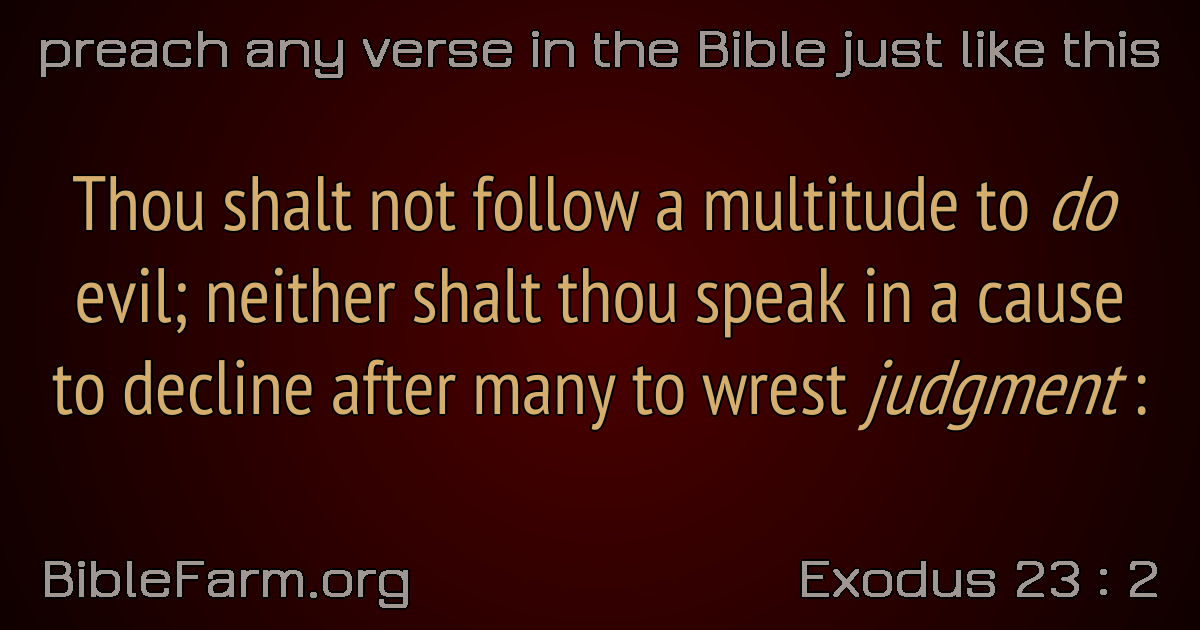 preach any verse in the Bible just like this
Thou shalt not follow a multitude to do
evil; neither shalt thou speak in a cause
to decline after many to wrest judgment :
BibleFarm.org
Exodus 23 : 2